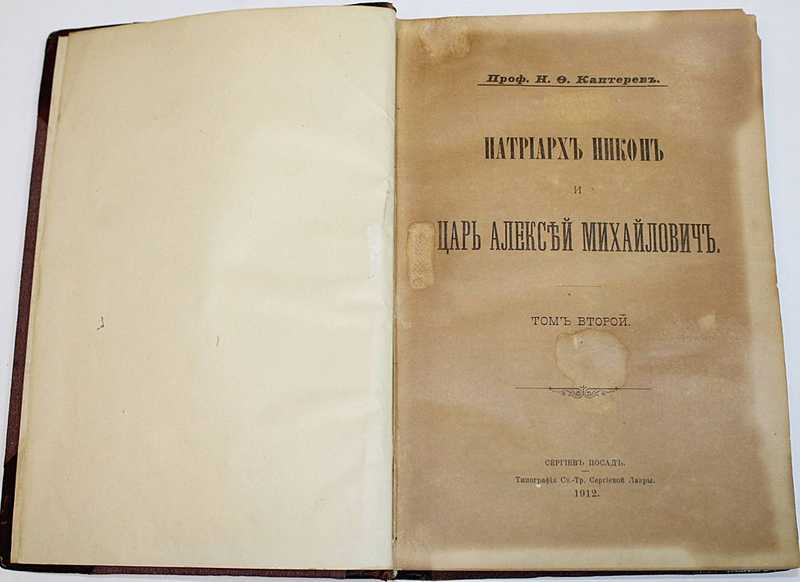 Проф. Н. Ѳ. Каптеревъ.
ПАТРІАРХЪ НИКОНЪ
И
ЦАРЬ АЛЕКСѢЙ МИХАЙЛОВИЧЪ.
ТОМЪ ВТОРОЙ.
СЕРГІЕВЪ ПОСАДЪ.
Типографія Св.-Тр. Сергіевой Лавры.
1912.